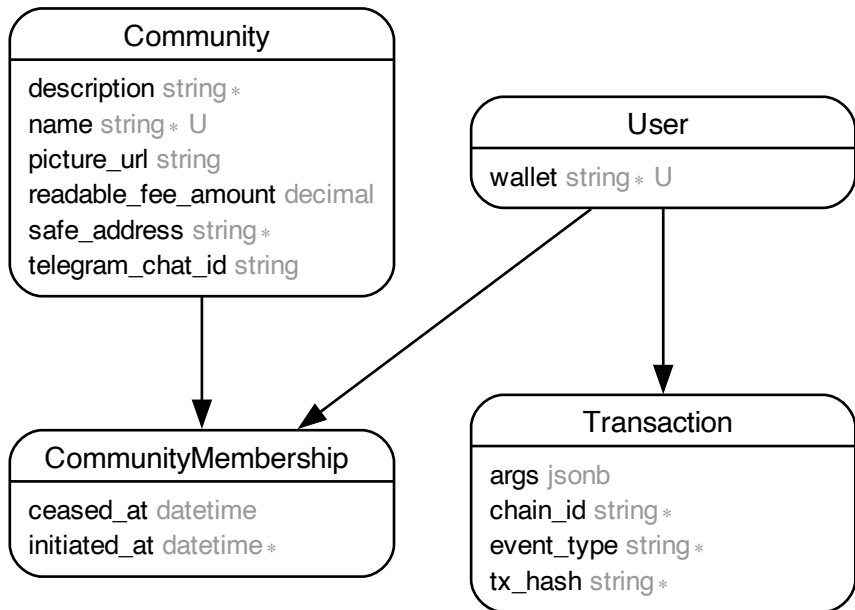 Community
description string*
name string* U
picture_url string
readable_fee_amount decimal
safe_address string*
telegram_chat_id string
User
wallet string* U
CommunityMembership
ceased_at datetime
initiated_at datetime*
Transaction
args jsonb
chain_id string*
event_type string*
tx_hash string*